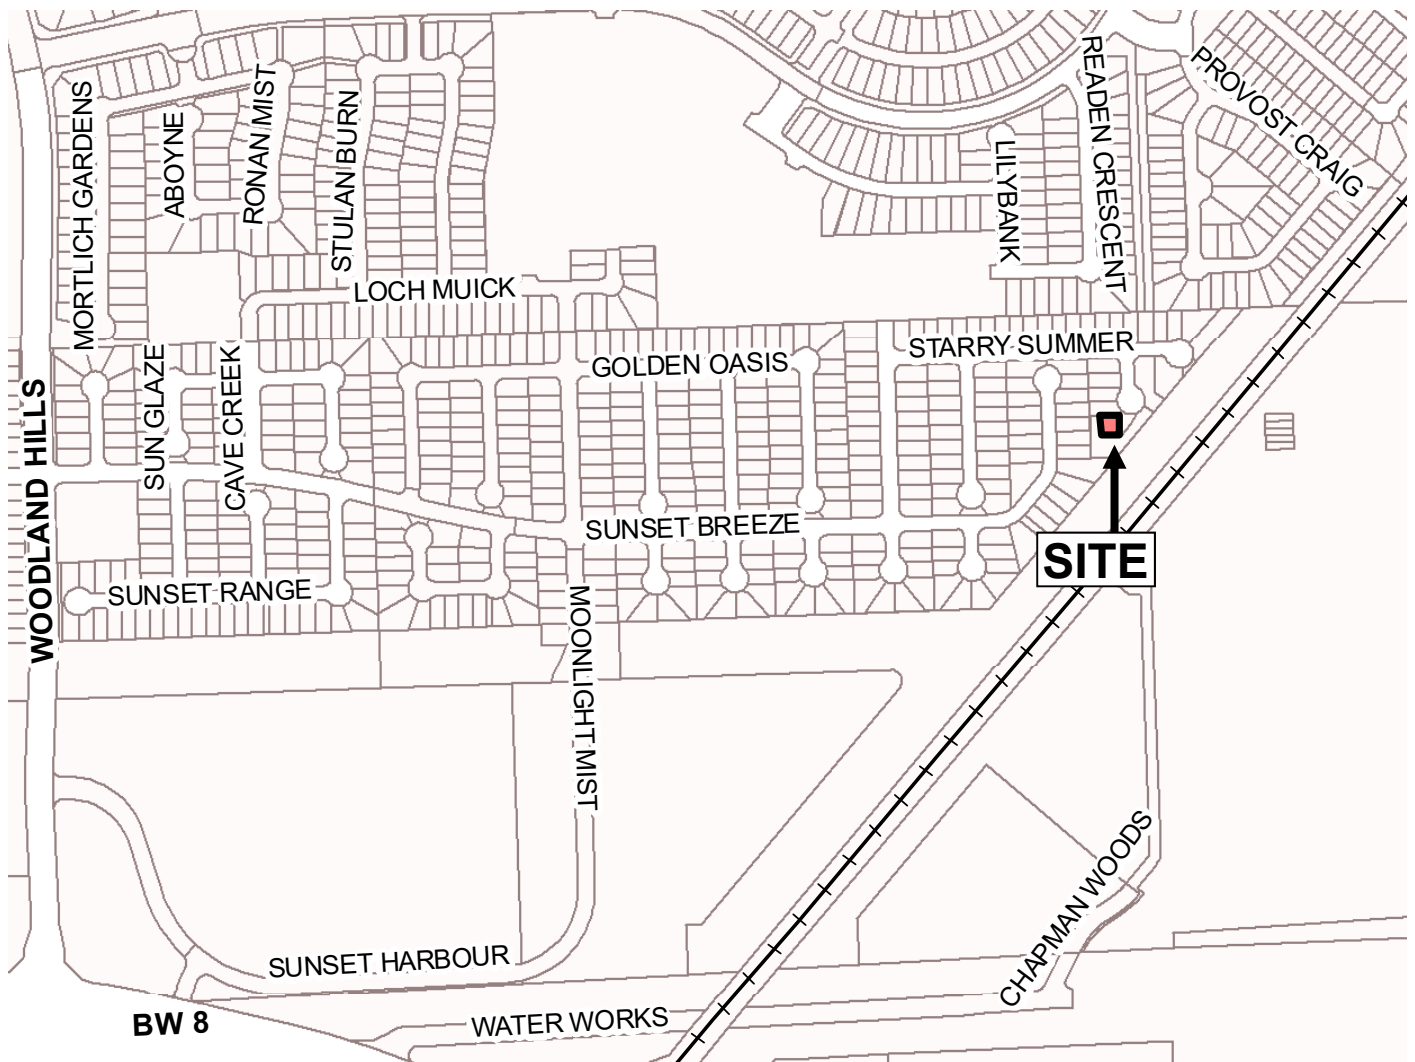 READEN CRESCENT
PROVOST CRAIG
RONAN MIST
MORTLICH GARDENS
STULAN BURN
ABOYNE
LILYBANK
LOCH MUICK
STARRY SUMMER
SUN GLAZE
CAVE CREEK
GOLDEN OASIS
WOODLAND HILLS
SUNSET BREEZE
SITE
SUNSET RANGE
MOONLIGHT MIST
CHAPMAN WOODS
SUNSET HARBOUR
BW 8
WATER WORKS